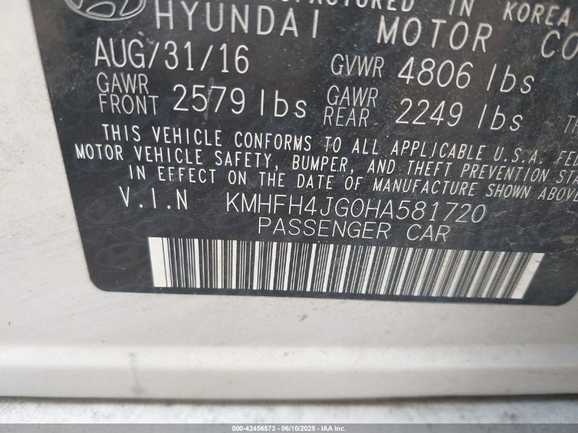 MANUFACTURED IN KOREA
HYUNDAI MOTOR CO
AUG/31/16 GVWR 4806 lbs
GAWR FRONT 2579 lbs GAWR REAR. 2249 lbs
THIS VEHICLE CONFORMS TO ALL APPLICABLE U.S.A. FE
MOTOR VEHICLE SAFETY, BUMPER, AND THEFT PREVENTION STA
IN EFFECT ON THE DATE OF MANUFACTURE SHOWN ABOVE
V.I.N KMHFH4JG0HA581720
PASSENGER CAR
000-42456573 - 06/10/2025 - IAA Inc.